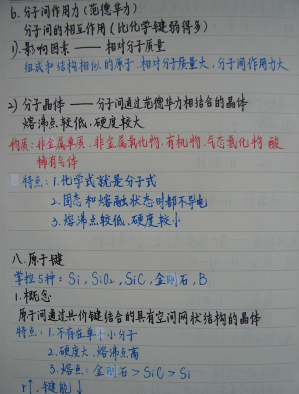 6. 分子间作用力(范德华力)
分子间的相互作用(比化学键弱得多)
1). 影响因素 —— 相对分子质量
组成和结构相似的原子,相对分子质量大,分子间作用力大
2) 分子晶体 —— 分子间通过范德华力相结合的晶体
熔沸点较低,硬度较大
物质:非金属单质,非金属氧化物,有机物,气态氢化物,酸
稀有气体
特点:1. 化学式就是分子式
2. 固态和熔融状态时都不导电
3. 熔沸点较低、硬度较小
八. 原子键
掌控5种:Si, SiO2, SiC, 金刚石, B
1. 概念
原子间通过共价键结合的具有空间网状结构的晶体
特点:1. 不存在单个小分子
2. 硬度大,熔沸点高
3. 熔点:金刚石 > SiC > Si
r↑,键能↓